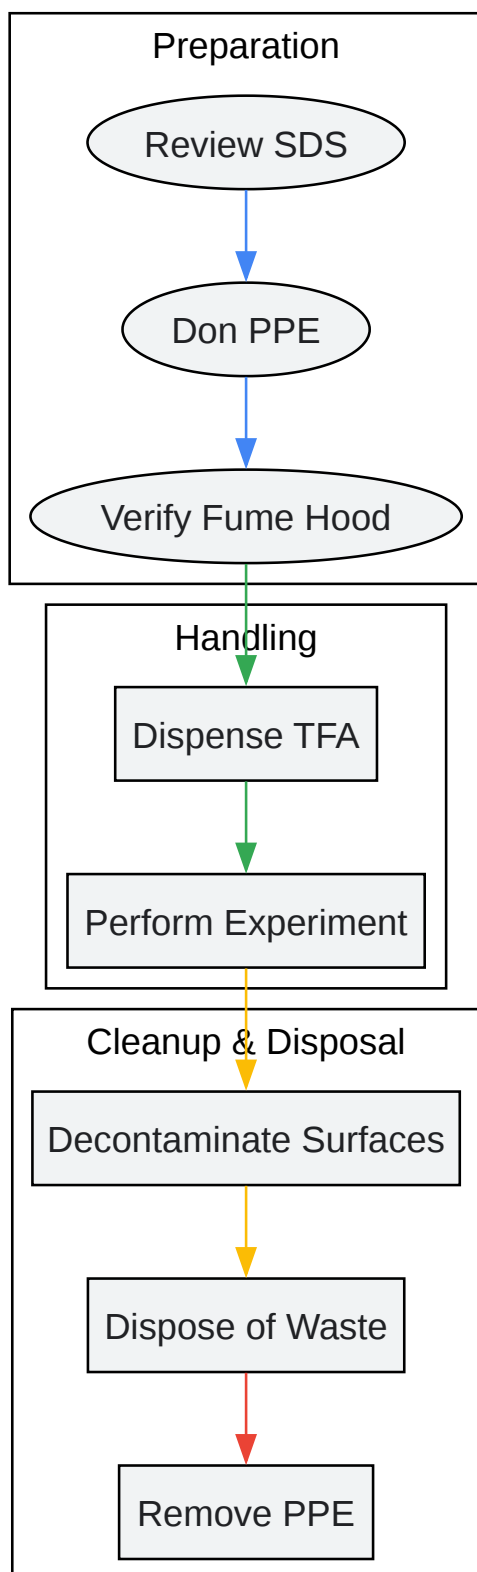 Preparation
Review SDS
Don PPE
Verify Fume Hood
Handling
Dispense TFA
Perform Experiment
Cleanup & Disposal
Decontaminate Surfaces
Dispose of Waste
Remove PPE